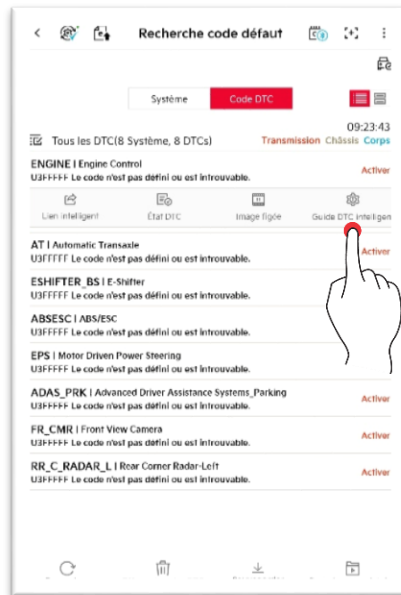 Recherche code défaut
Système Code DTC
09:23:43
Tous les DTC(8 Système, 8 DTCs) Transmission Châssis Corps
ENGINE | Engine Control Activer
U3FFFFF Le code n'est pas défini ou est introuvable.
Lien intelligent État DTC Image figée Guide DTC intelligen
AT | Automatic Transaxle Activer
U3FFFFF Le code n'est pas défini ou est introuvable.
ESHIFTER_BS | E-Shifter
U3FFFFF Le code n'est pas défini ou est introuvable.
ABSESC | ABS/ESC
U3FFFFF Le code n'est pas défini ou est introuvable.
EPS | Motor Driven Power Steering
U3FFFFF Le code n'est pas défini ou est introuvable.
ADAS_PRK | Advanced Driver Assistance Systems_Parking Activer
U3FFFFF Le code n'est pas défini ou est introuvable.
FR_CMR | Front View Camera Activer
U3FFFFF Le code n'est pas défini ou est introuvable.
RR_C_RADAR_L | Rear Corner Radar-Left Activer
U3FFFFF Le code n'est pas défini ou est introuvable.